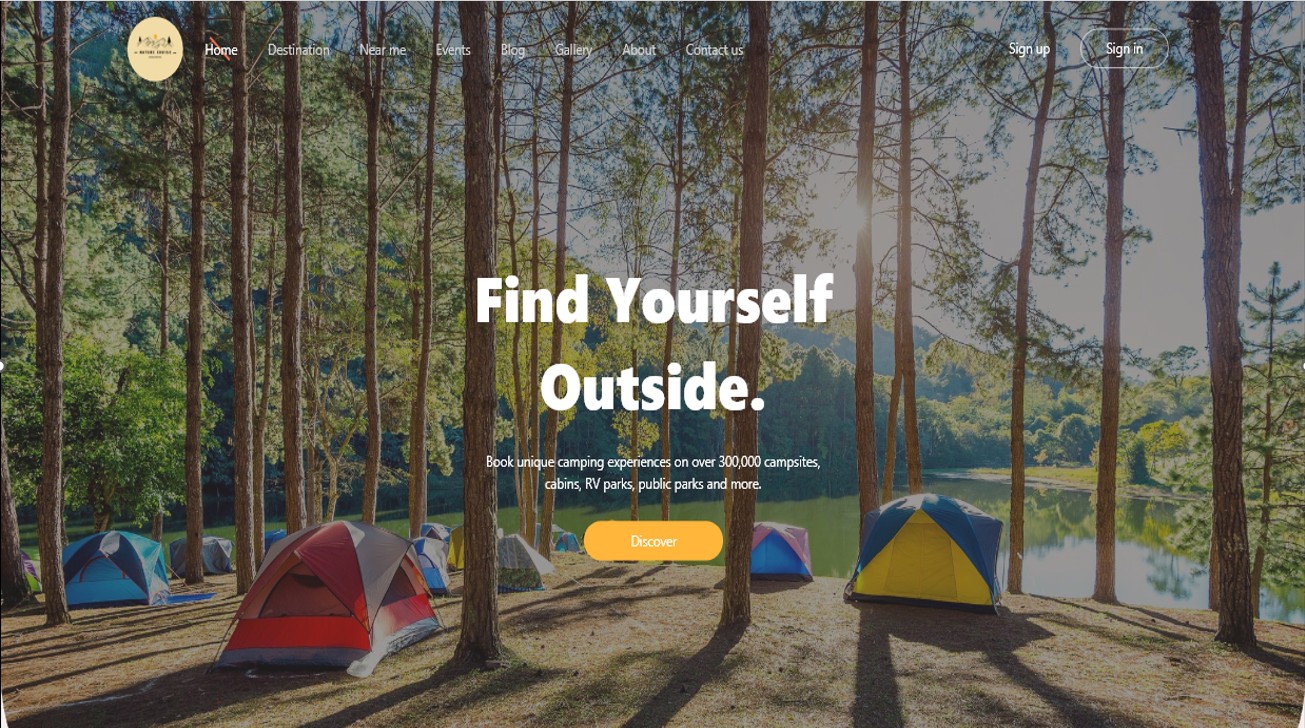 Home Destination Near me Events Blog Gallery About Contact us Sign up Sign in
Find Yourself
Outside.
Book unique camping experiences on over 300,000 campsites,
cabins, RV parks, public parks and more.
Discover